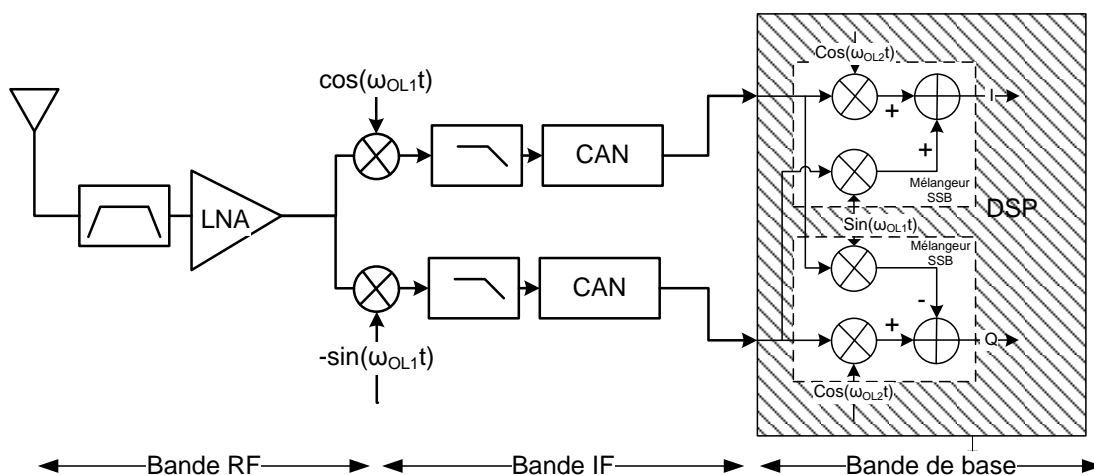 cos(ωOL1t)
LNA
CAN
CAN
-sin(ωOL1t)
Cos(ωOL2t)
+
+
I
Mélangeur
SSB
DSP
Sin(ωOL1t)
Mélangeur
SSB
-
+
Q
Cos(ωOL2t)
Bande RF
Bande IF
Bande de base